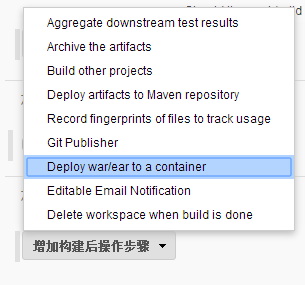 Aggregate downstream test results
Archive the artifacts
Build other projects
Deploy artifacts to Maven repository
Record fingerprints of files to track usage
Git Publisher
Deploy war/ear to a container
Editable Email Notification
Delete workspace when build is done
增加构建后操作步骤